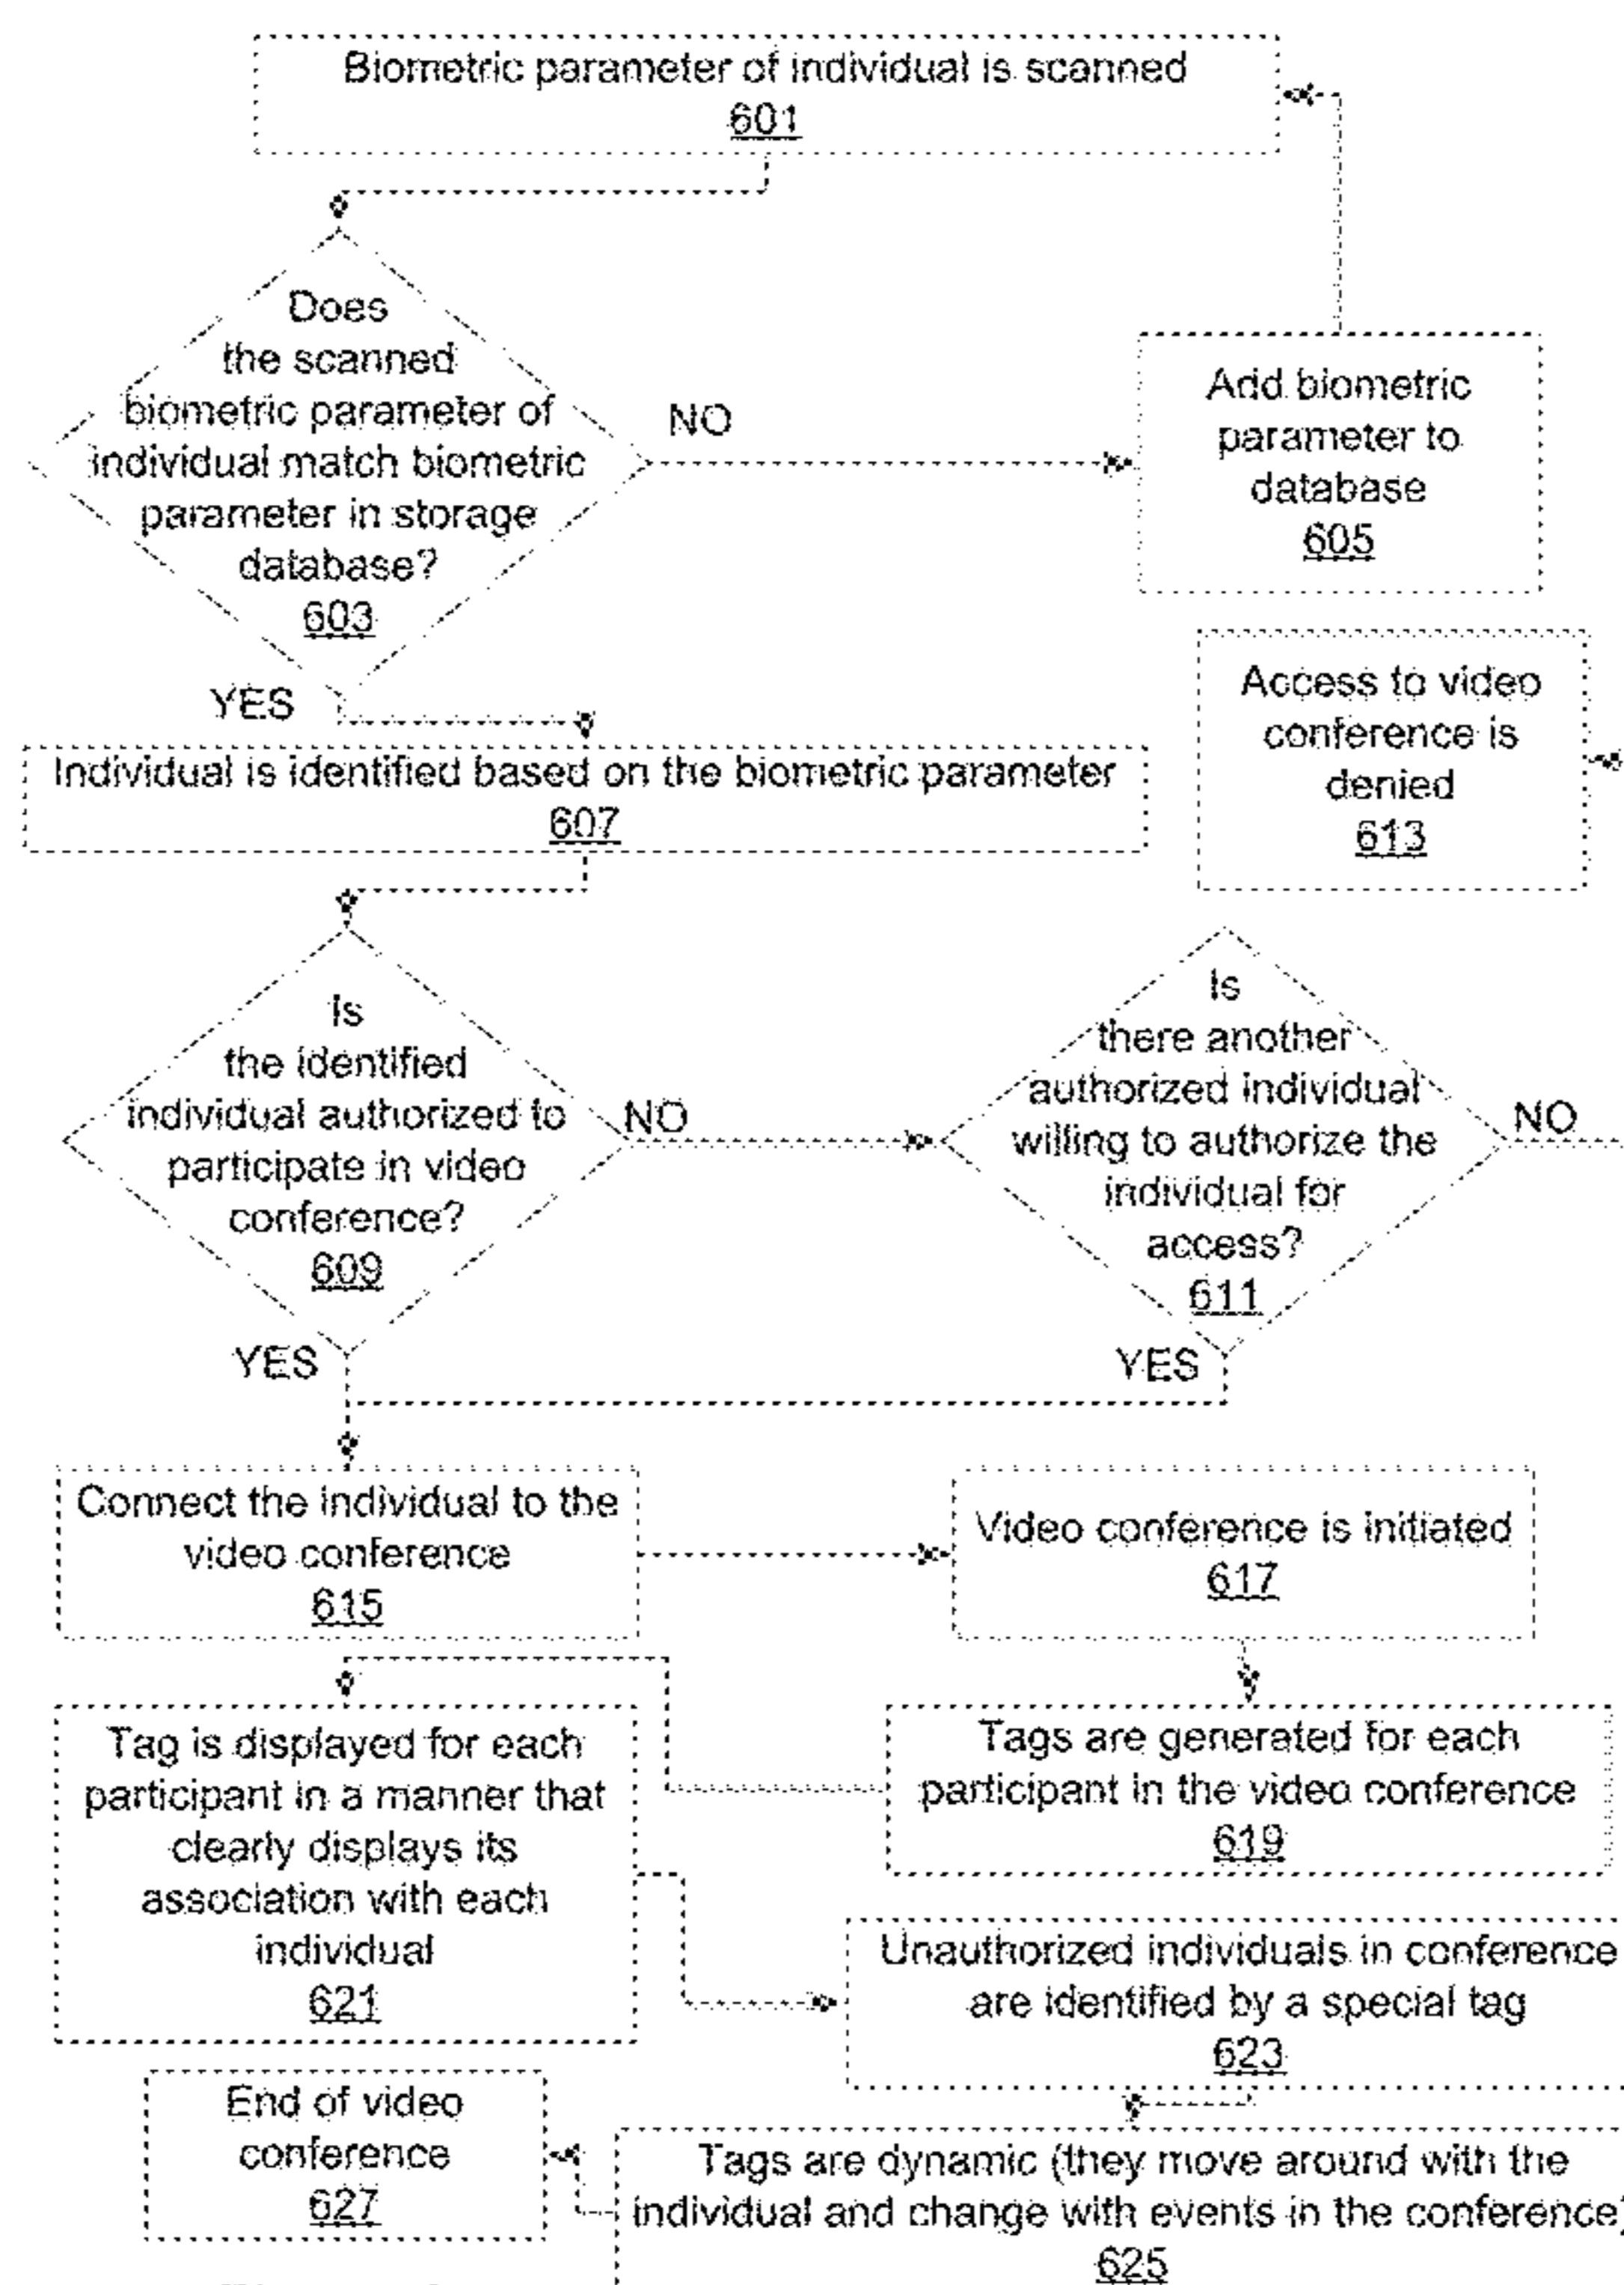 Biometric parameter of individual is scanned
601
Does
the scanned
biometric parameter of
individual match biometric
parameter in storage
database?
603
NO
Add biometric
parameter to
database
605
YES
Individual is identified based on the biometric parameter
607
Access to video
conference is
denied
613
Is
the identified
individual authorized to
participate in video
conference?
609
NO
Is
there another
authorized individual
willing to authorize the
individual for
access?
611
NO
YES
YES
Connect the individual to the
video conference
615
Video conference is initiated
617
Tags are generated for each
participant in the video conference
619
Tag is displayed for each
participant in a manner that
clearly displays its
association with each
individual
621
Unauthorized individuals in conference
are identified by a special tag
623
Tags are dynamic (they move around with the
individual and change with events in the conference)
625
End of video
conference
627